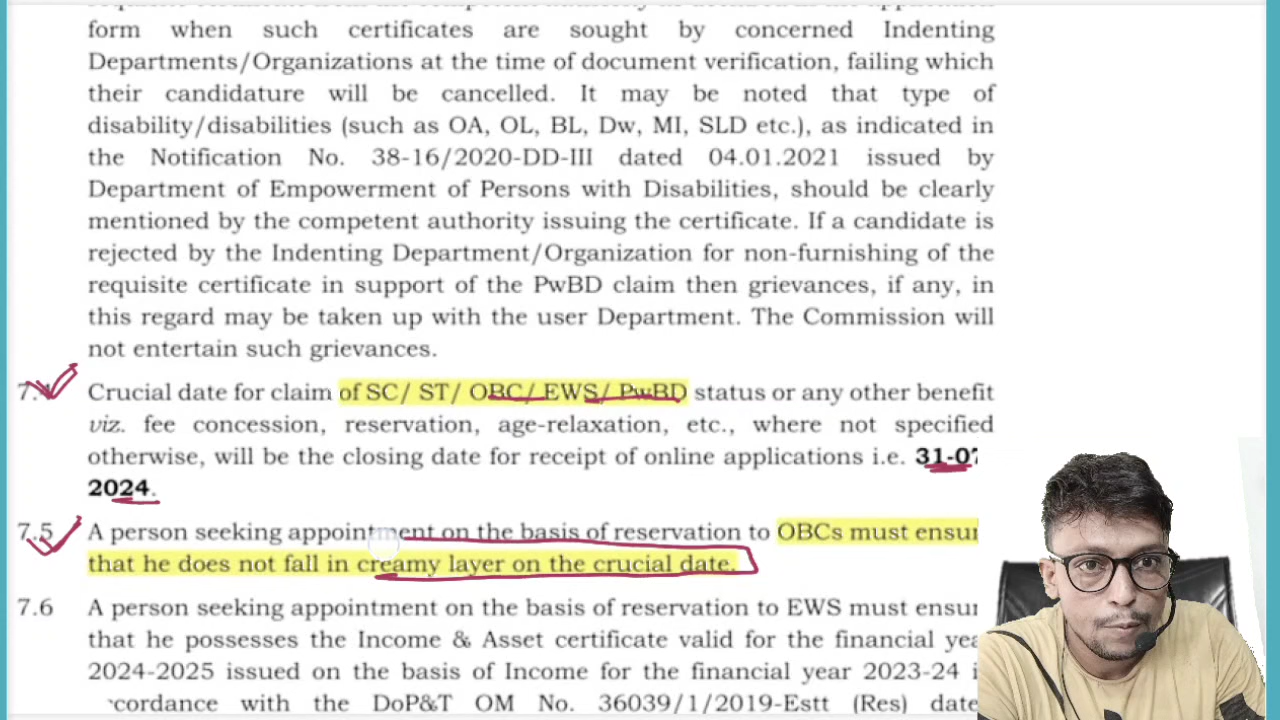 form when such certificates are sought by concerned Indenting
Departments/Organizations at the time of document verification, failing which
their candidature will be cancelled. It may be noted that type of
disability/disabilities (such as OA, OL, BL, Dw, MI, SLD etc.), as indicated in
the Notification No. 38-16/2020-DD-III dated 04.01.2021 issued by
Department of Empowerment of Persons with Disabilities, should be clearly
mentioned by the competent authority issuing the certificate. If a candidate is
rejected by the Indenting Department/Organization for non-furnishing of the
requisite certificate in support of the PwBD claim then grievances, if any, in
this regard may be taken up with the user Department. The Commission will
not entertain such grievances.
Crucial date for claim of SC/ ST/ OBC/ EWS/ PwBD status or any other benefit
viz. fee concession, reservation, age-relaxation, etc., where not specified
otherwise, will be the closing date for receipt of online applications i.e. 31-07
2024.
7.5 A person seeking appointment on the basis of reservation to OBCs must ensur
that he does not fall in creamy layer on the crucial date.
7.6 A person seeking appointment on the basis of reservation to EWS must ensur
that he possesses the Income & Asset certificate valid for the financial yea
2024-2025 issued on the basis of Income for the financial year 2023-24 i
cordance with the DoP&T OM No. 36039/1/2019-Estt (Res) date